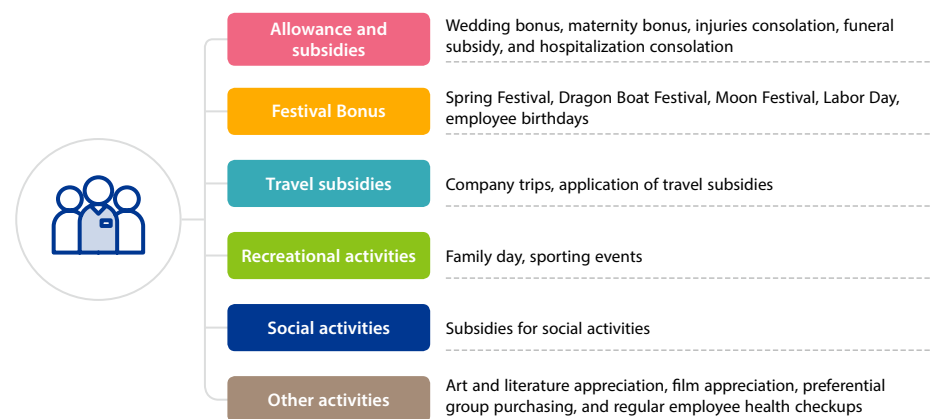 Allowance and
subsidies
Wedding bonus, maternity bonus, injuries consolation, funeral
subsidy, and hospitalization consolation
Festival Bonus
Spring Festival, Dragon Boat Festival, Moon Festival, Labor Day,
employee birthdays
Travel subsidies
Company trips, application of travel subsidies
Recreational activities
Family day, sporting events
Social activities
Subsidies for social activities
Other activities
Art and literature appreciation, film appreciation, preferential
group purchasing, and regular employee health checkups